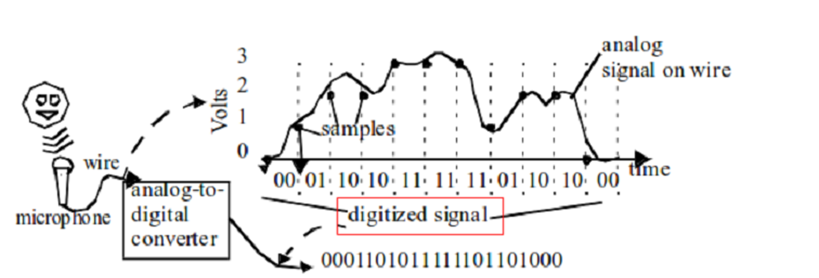 3
2
1
0
Volts
analog
signal on wire
samples
time
00 01 10 10 11 11 11 01 10 10 00
wire
microphone
analog-to-
digital
converter
digitized signal
0001101011111101101000